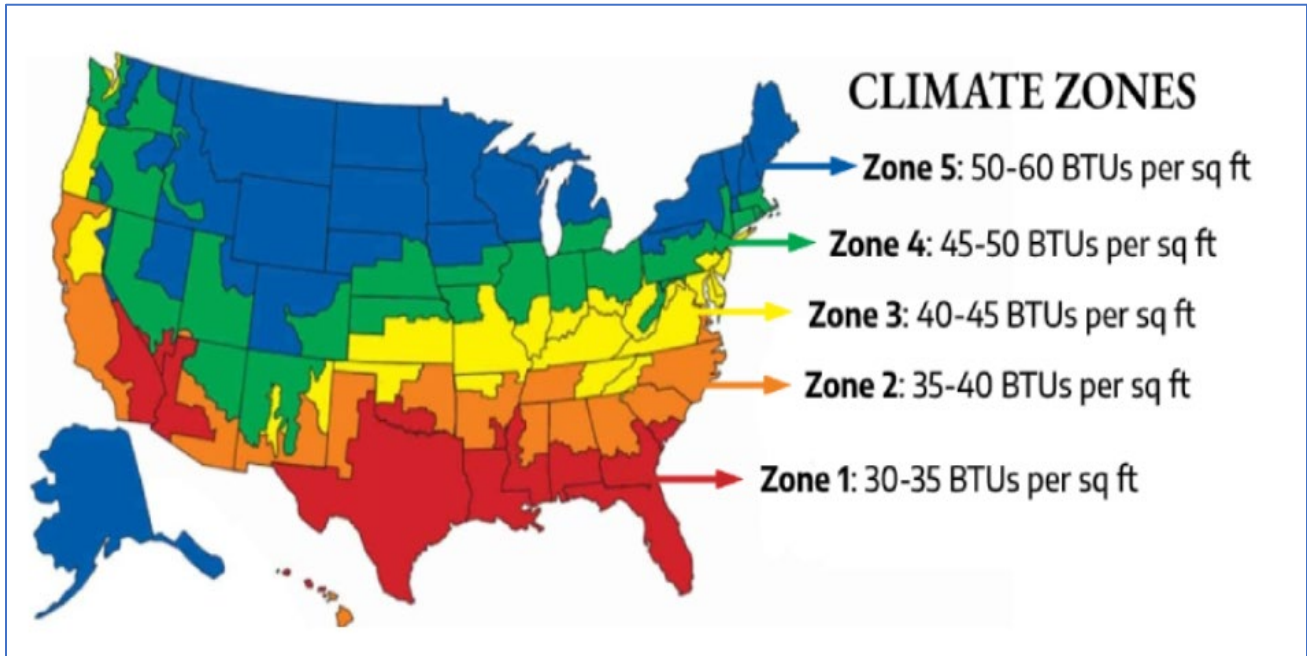 CLIMATE ZONES
Zone 5: 50-60 BTUs per sq ft
Zone 4: 45-50 BTUs per sq ft
Zone 3: 40-45 BTUs per sq ft
Zone 2: 35-40 BTUs per sq ft
Zone 1: 30-35 BTUs per sq ft